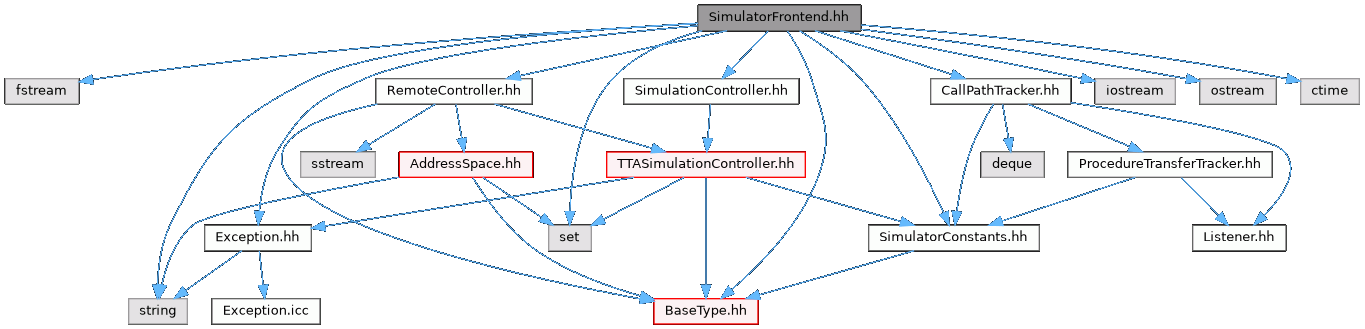 SimulatorFrontend.hh
fstream
RemoteController.hh
SimulationController.hh
CallPathTracker.hh
iostream
ostream
ctime
sstream
AddressSpace.hh
TTASimulationController.hh
deque
ProcedureTransferTracker.hh
Exception.hh
set
SimulatorConstants.hh
Listener.hh
string
Exception.icc
BaseType.hh